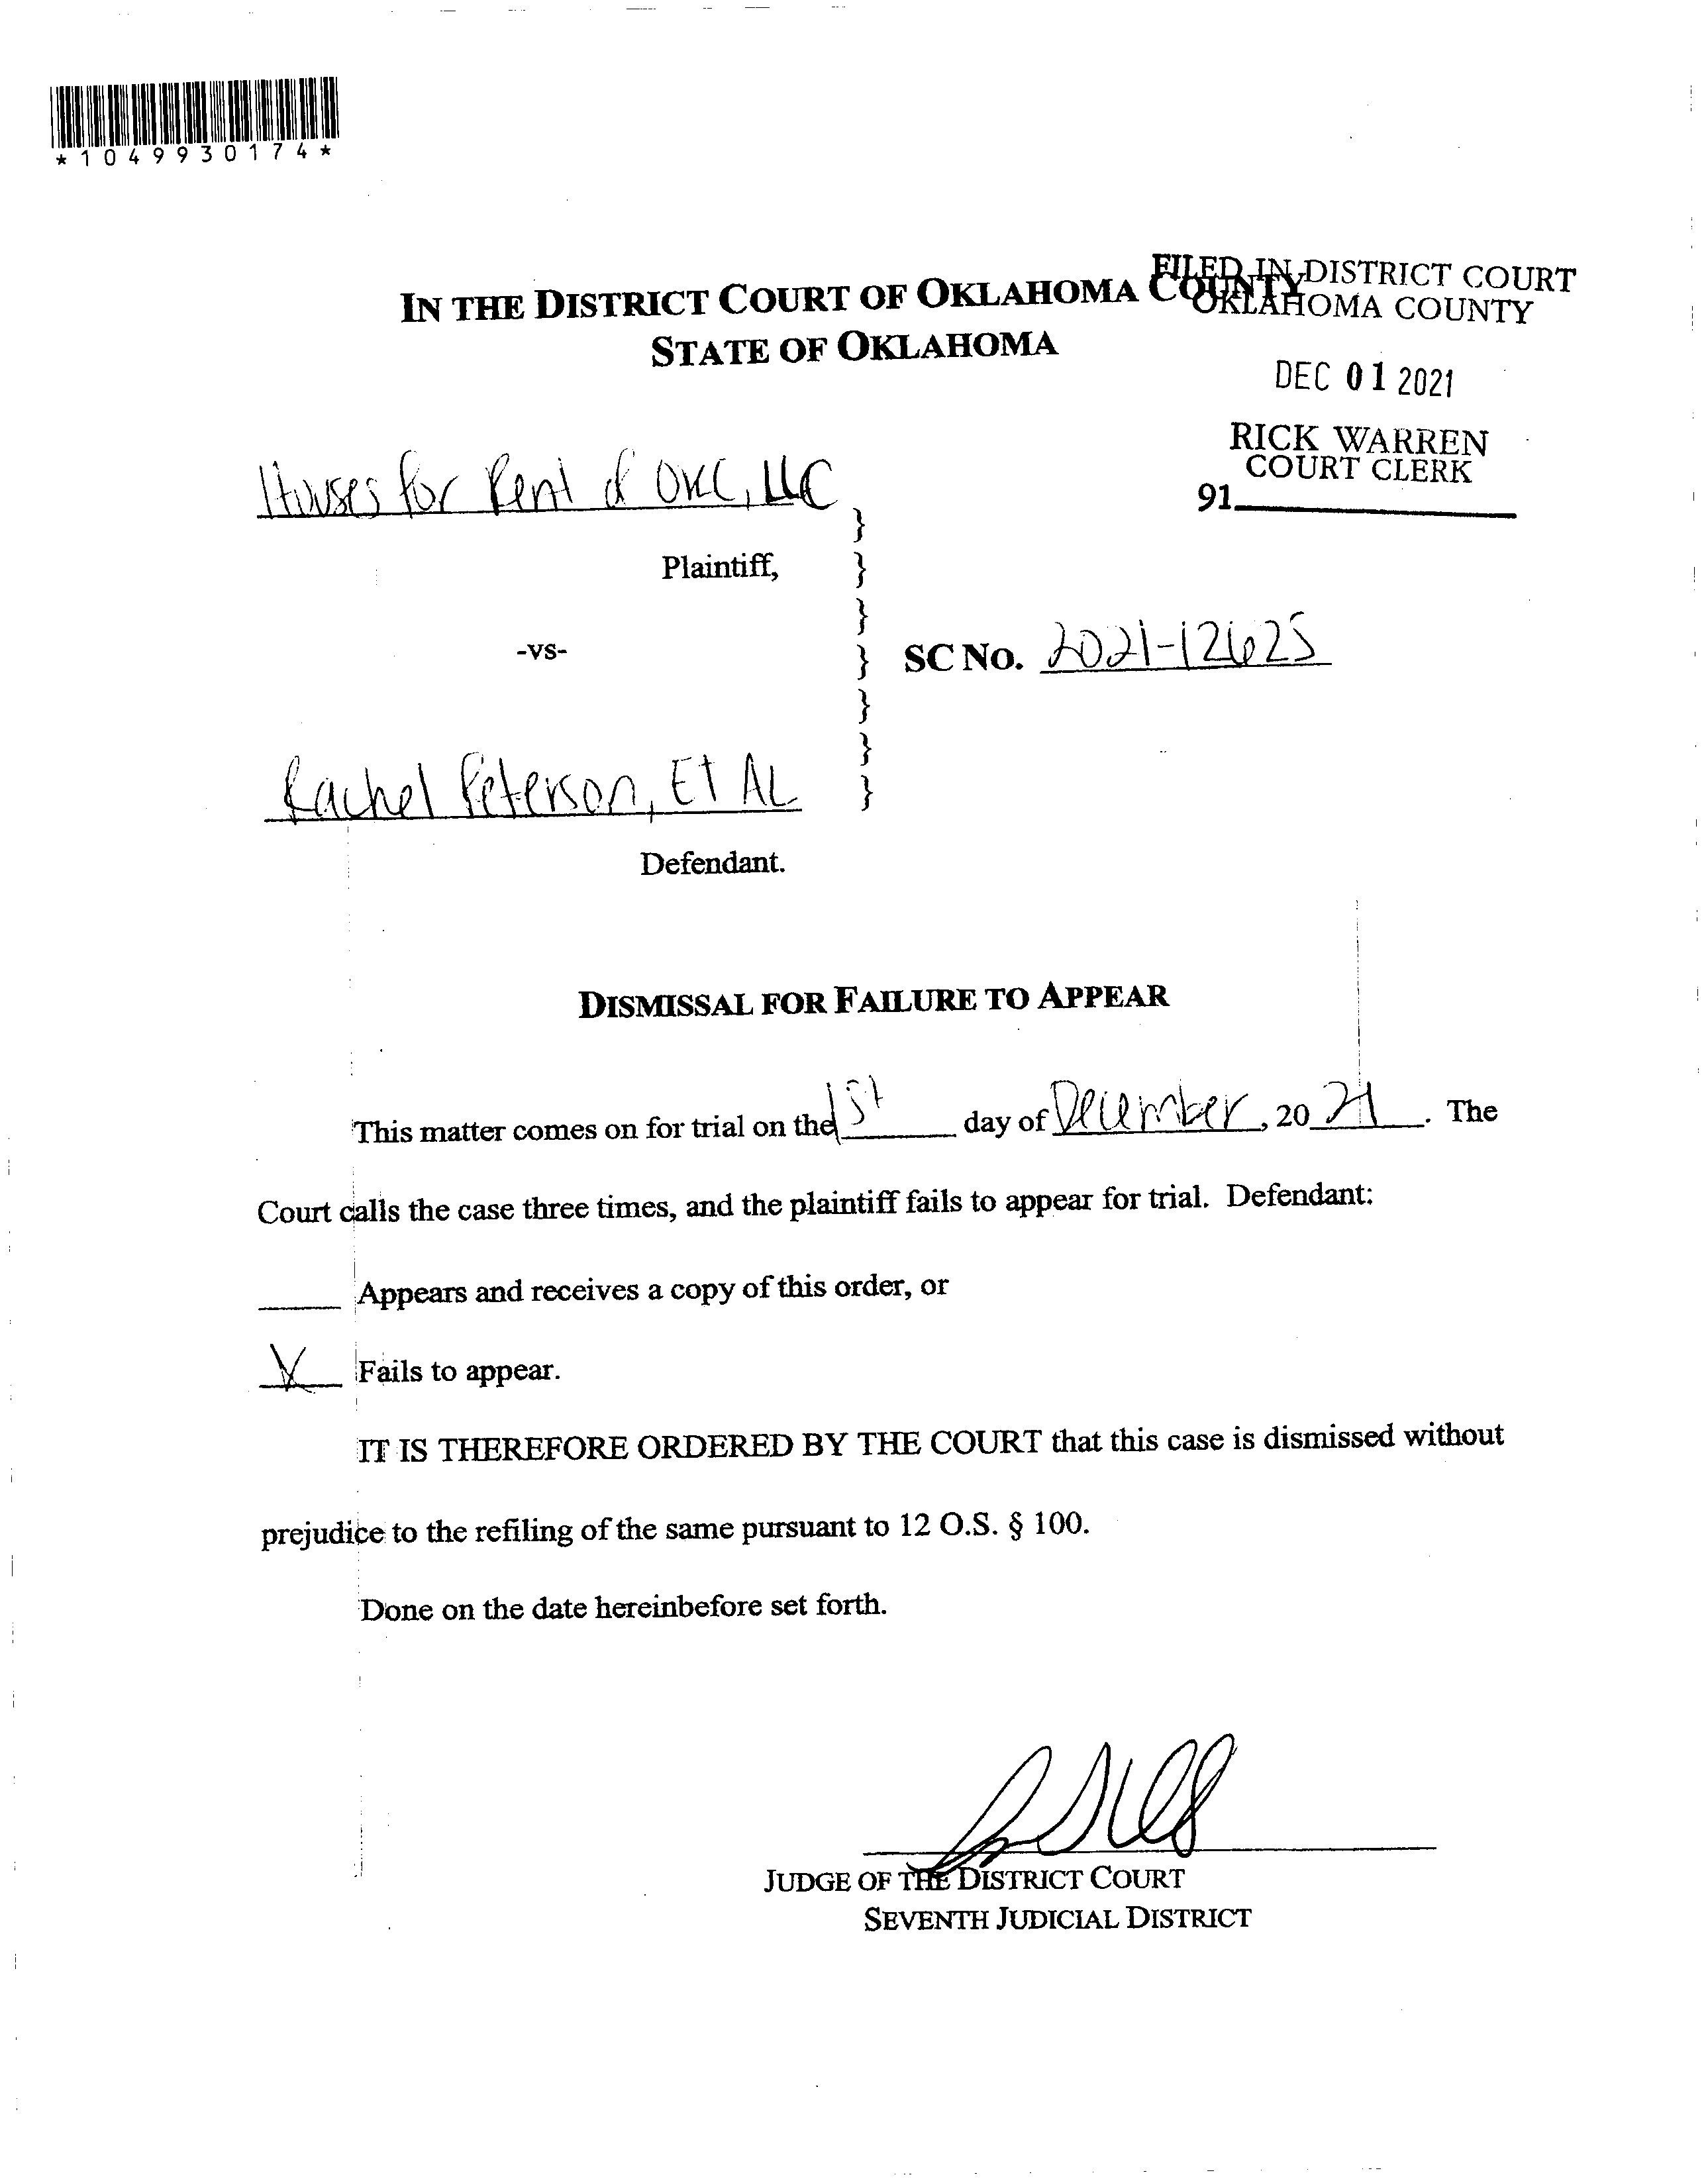 *1049930174*
FILED IN DISTRICT COURT
OKLAHOMA COUNTY
IN THE DISTRICT COURT OF OKLAHOMA COUNTY
STATE OF OKLAHOMA
DEC 01 2021
RICK WARREN
COURT CLERK
91
Houses for Rent of OKC, LLC
Plaintiff,
-vs-
SC No. 2021-12625
Rachel Peterson, Et AL
Defendant.
DISMISSAL FOR FAILURE TO APPEAR
This matter comes on for trial on the 1st day of December, 2021. The
Court calls the case three times, and the plaintiff fails to appear for trial. Defendant:
Appears and receives a copy of this order, or
X Fails to appear.
IT IS THEREFORE ORDERED BY THE COURT that this case is dismissed without
prejudice to the refiling of the same pursuant to 12 O.S. § 100.
Done on the date hereinbefore set forth.
JUDGE OF THE DISTRICT COURT
SEVENTH JUDICIAL DISTRICT